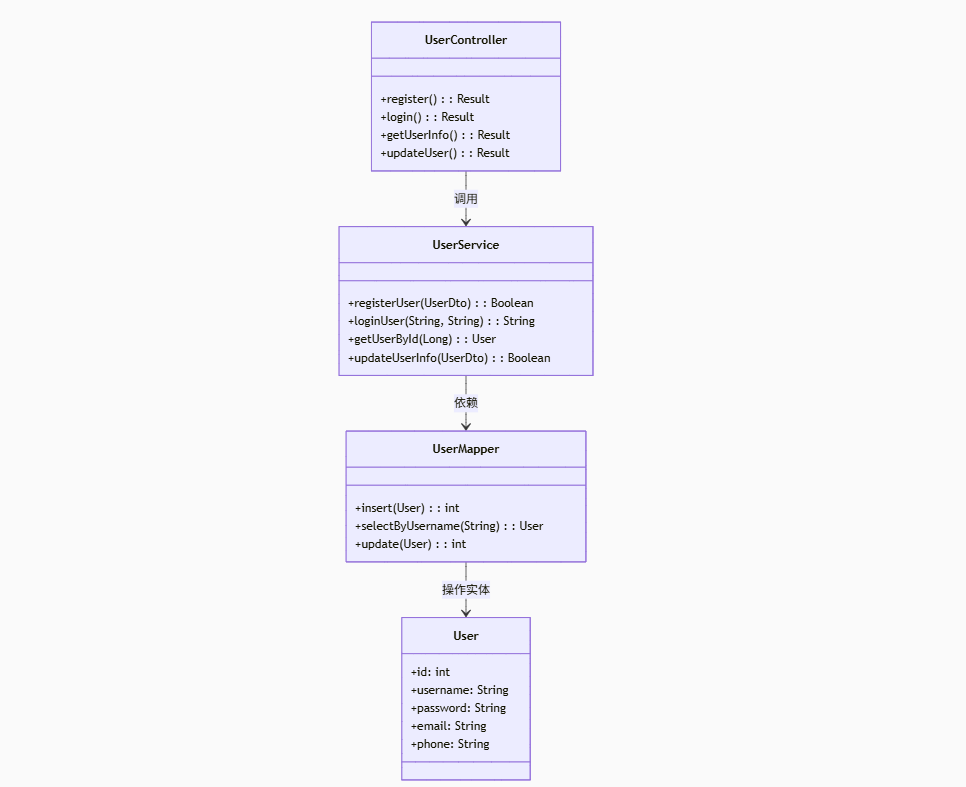 UserController
+register() : : Result
+login() : : Result
+getUserInfo() : : Result
+updateUser() : : Result
调用
UserService
+registerUser(UserDto) : : Boolean
+loginUser(String, String) : : String
+getUserById(Long) : : User
+updateUserInfo(UserDto) : : Boolean
依赖
UserMapper
+insert(User) : : int
+selectByUsername(String) : : User
+update(User) : : int
操作实体
User
+id: int
+username: String
+password: String
+email: String
+phone: String